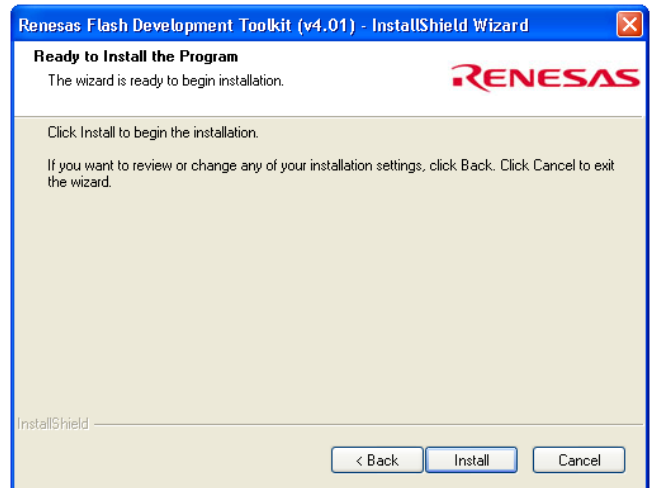 Renesas Flash Development Toolkit (v4.01) - InstallShield Wizard
Ready to Install the Program
The wizard is ready to begin installation.
RENESAS
Click Install to begin the installation.
If you want to review or change any of your installation settings, click Back. Click Cancel to exit
the wizard.
InstallShield
< Back
Install
Cancel